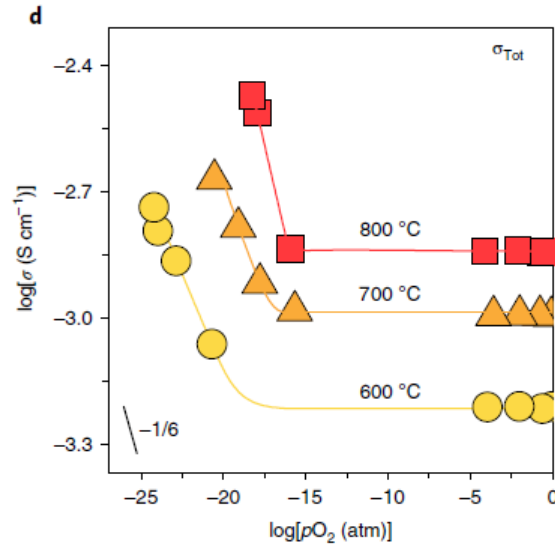 d
σTot
−2.4
−2.7
−3.0
−3.3
log[σ (S cm⁻¹)]
800 °C
700 °C
600 °C
−1/6
−25 −20 −15 −10 −5 0
log[pO₂ (atm)]